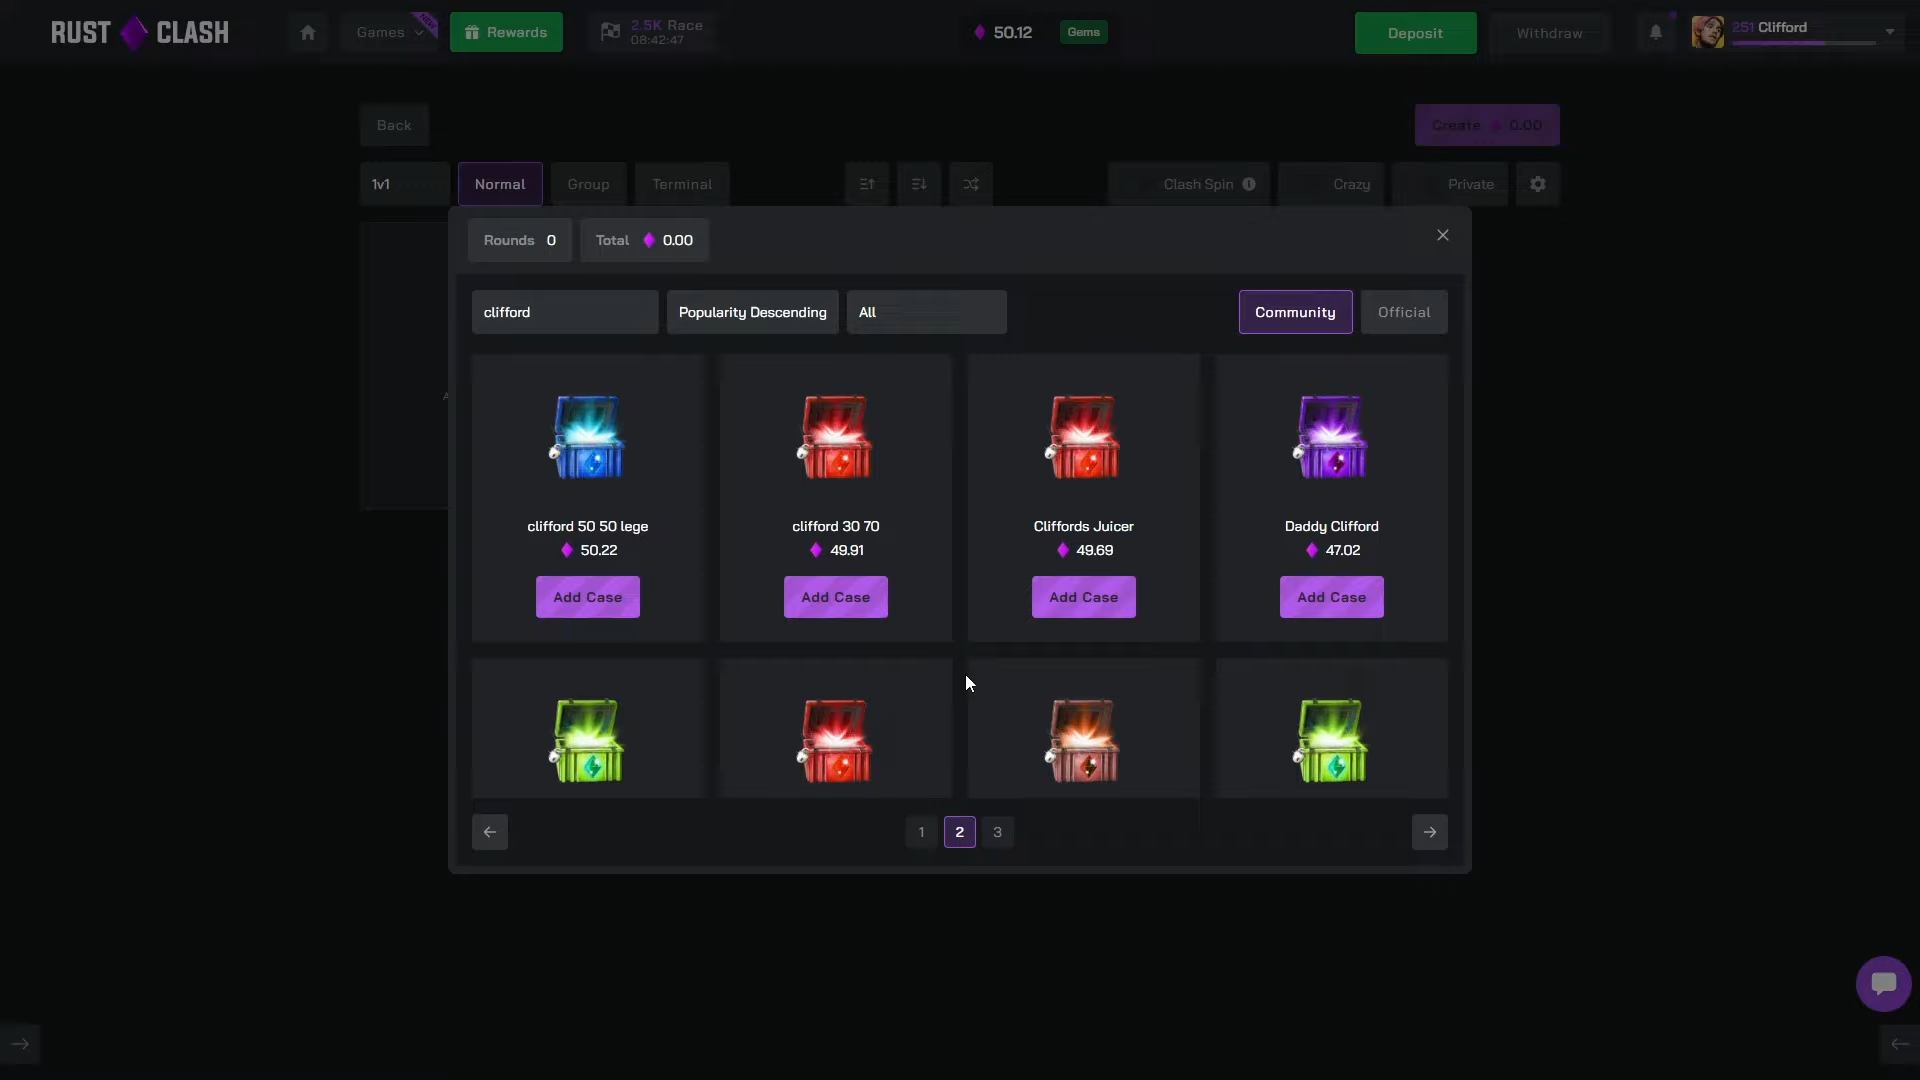 RUST CLASH
Games
NEW
Rewards
2.5K Race
08:42:47
50.12
Gems
Deposit
Withdraw
251 Clifford
Back
Create 0.00
1v1
Normal
Group
Terminal
Clash Spin
Crazy
Private
Rounds 0
Total 0.00
clifford
Popularity Descending
All
Community
Official
clifford 50 50 lege
50.22
Add Case
clifford 30 70
49.91
Add Case
Cliffords Juicer
49.69
Add Case
Daddy Clifford
47.02
Add Case
1
2
3